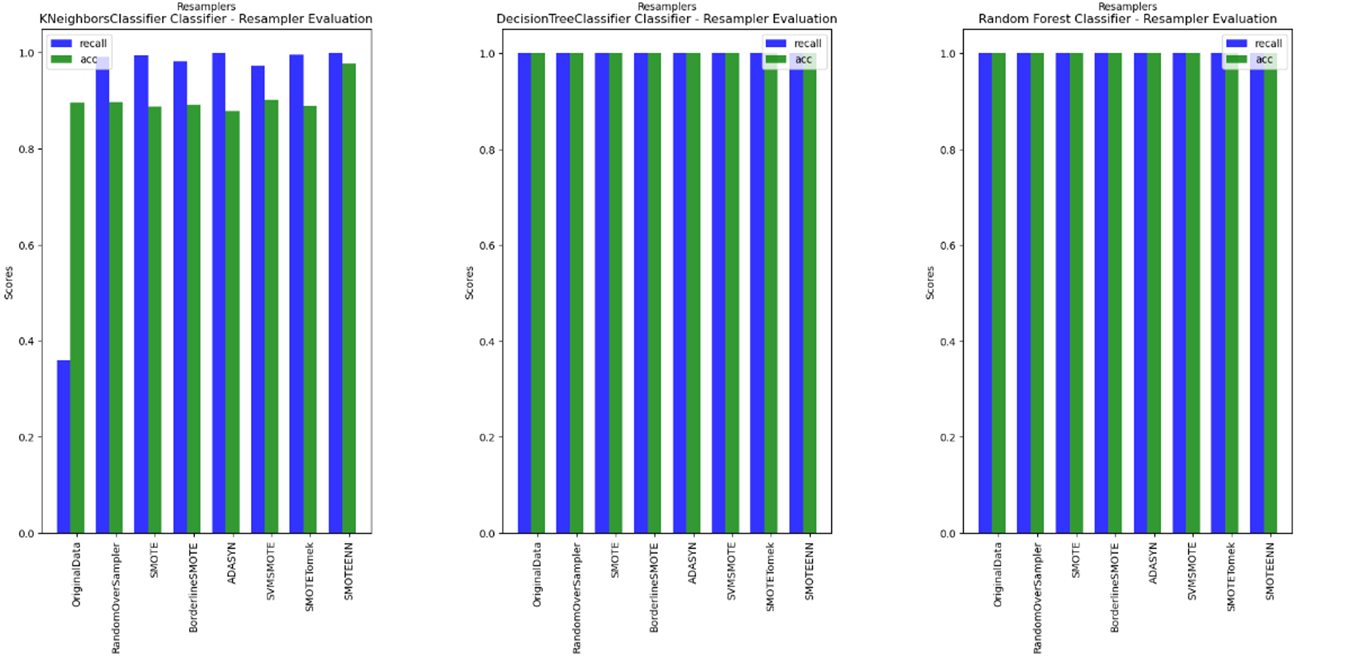 Resamplers
KNeighborsClassifier Classifier - Resampler Evaluation
recall
acc
1.0
0.8
0.6
0.4
0.2
0.0
Scores
OriginalData
RandomOverSampler
SMOTE
BorderlineSMOTE
ADASYN
SVMSMOTE
SMOTETomek
SMOTEENN
Resamplers
DecisionTreeClassifier Classifier - Resampler Evaluation
recall
acc
1.0
0.8
0.6
0.4
0.2
0.0
Scores
OriginalData
RandomOverSampler
SMOTE
BorderlineSMOTE
ADASYN
SVMSMOTE
SMOTETomek
SMOTEENN
Resamplers
Random Forest Classifier - Resampler Evaluation
recall
acc
1.0
0.8
0.6
0.4
0.2
0.0
Scores
OriginalData
RandomOverSampler
SMOTE
BorderlineSMOTE
ADASYN
SVMSMOTE
SMOTETomek
SMOTEENN